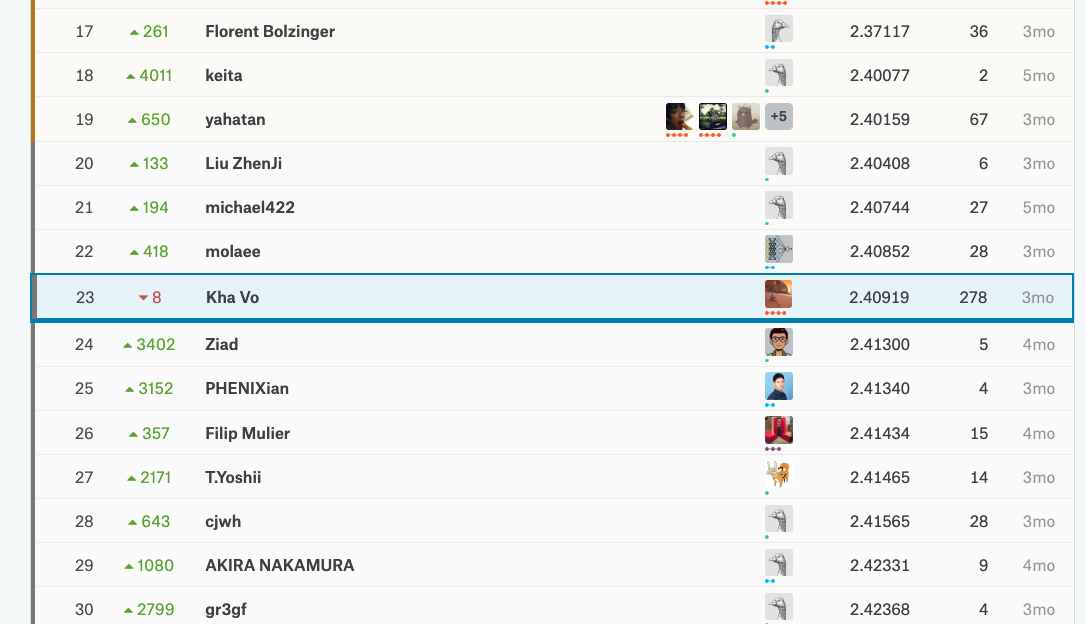 17 ▲ 261 Florent Bolzinger 2.37117 36 3mo
18 ▲ 4011 keita 2.40077 2 5mo
19 ▲ 650 yahatan +5 2.40159 67 3mo
20 ▲ 133 Liu ZhenJi 2.40408 6 3mo
21 ▲ 194 michael422 2.40744 27 5mo
22 ▲ 418 molaee 2.40852 28 3mo
23 ▼ 8 Kha Vo 2.40919 278 3mo
24 ▲ 3402 Ziad 2.41300 5 4mo
25 ▲ 3152 PHENIXian 2.41340 4 3mo
26 ▲ 357 Filip Mulier 2.41434 15 4mo
27 ▲ 2171 T.Yoshii 2.41465 14 3mo
28 ▲ 643 cjwh 2.41565 28 3mo
29 ▲ 1080 AKIRA NAKAMURA 2.42331 9 4mo
30 ▲ 2799 gr3gf 2.42368 4 3mo